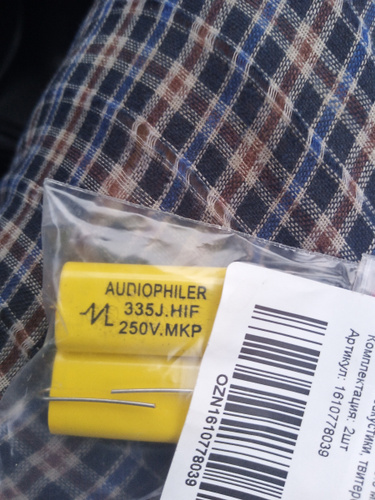 AUDIOPHILER
335J.HIF
250V.MKP
OZN1610778039
Комплектация: 2шт
Артикул: 1610778039